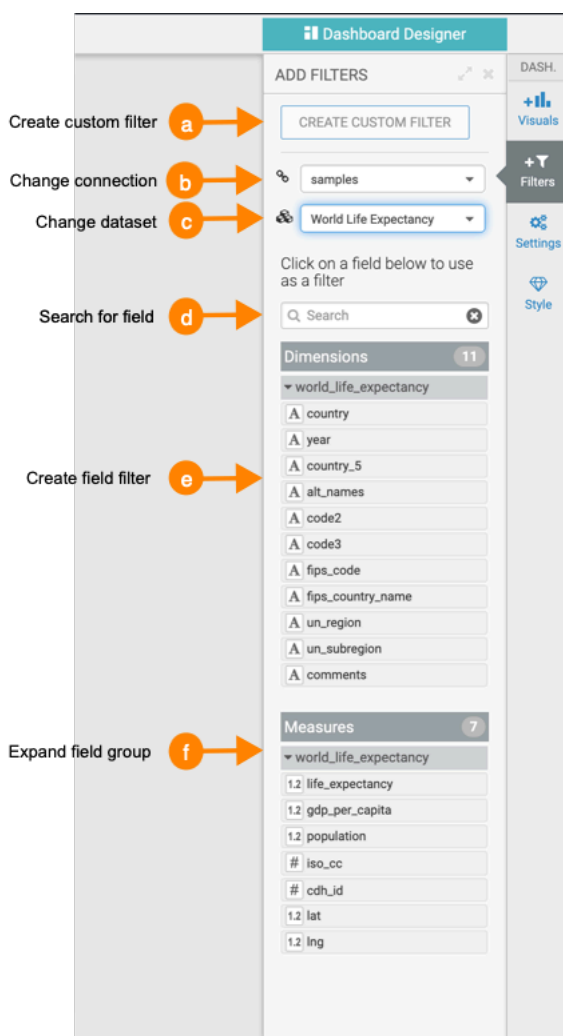 Dashboard Designer
ADD FILTERS
DASH.
Create custom filter a CREATE CUSTOM FILTER
Visuals
Change connection b samples
Filters
Change dataset c World Life Expectancy
Settings
Click on a field below to use
as a filter
Style
Search for field d Search
Dimensions 11
world_life_expectancy
A country
A year
A country_5
Create field filter e
A alt_names
A code2
A code3
A fips_code
A fips_country_name
A un_region
A un_subregion
A comments
Measures 7
Expand field group f world_life_expectancy
1.2 life_expectancy
1.2 gdp_per_capita
1.2 population
# iso_cc
# cdh_id
1.2 lat
1.2 lng